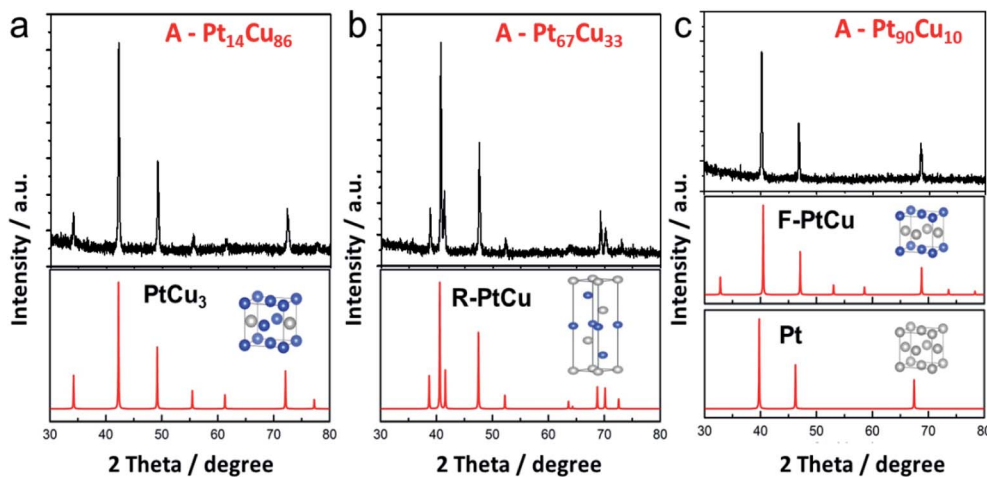 a
A - Pt₁₄Cu₈₆
Intensity / a.u.
PtCu₃
30 40 50 60 70 80
2 Theta / degree
b
A - Pt₆₇Cu₃₃
Intensity / a.u.
R-PtCu
30 40 50 60 70 80
2 Theta / degree
c
A - Pt₉₀Cu₁₀
Intensity / a.u.
F-PtCu
Pt
30 40 50 60 70 80
2 Theta / degree